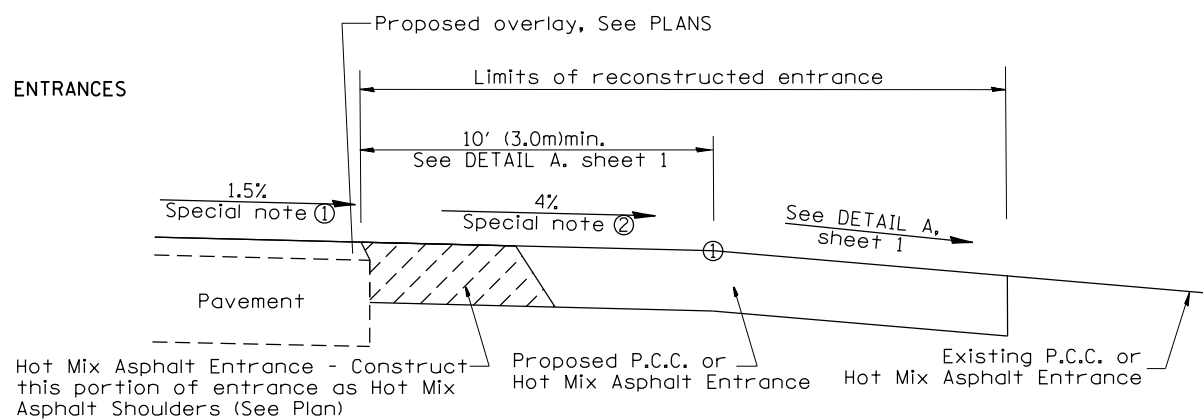 Proposed overlay, See PLANS
ENTRANCES
Limits of reconstructed entrance
10' (3.0m)min.
See DETAIL A. sheet 1
1.5%
Special note ①
4%
Special note ②
See DETAIL A,
sheet 1
①
Pavement
Hot Mix Asphalt Entrance - Construct
this portion of entrance as Hot Mix
Asphalt Shoulders (See Plan)
Proposed P.C.C. or
Hot Mix Asphalt Entrance
Existing P.C.C. or
Hot Mix Asphalt Entrance